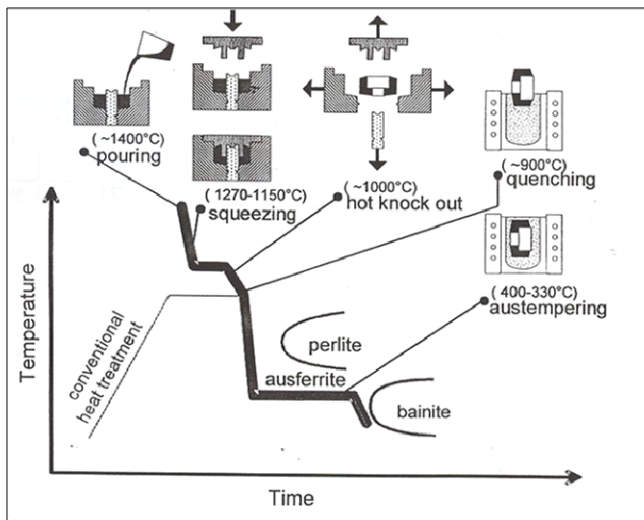 (~1400°C)
pouring
(1270-1150°C)
squeezing
(~1000°C)
hot knock out
(~900°C)
quenching
(400-330°C)
austempering
Temperature
conventional
heat treatment
perlite
ausferrite
bainite
Time